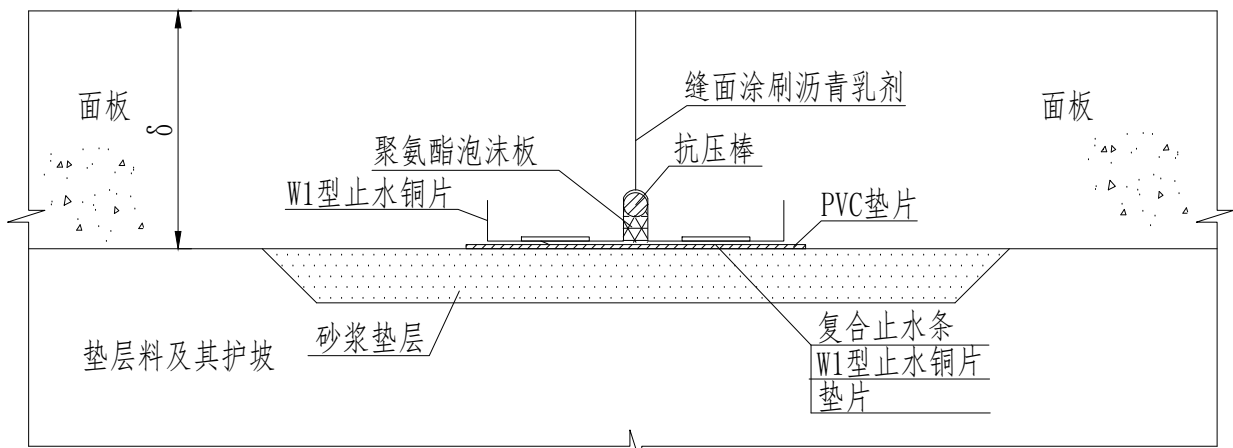 缝面涂刷沥青乳剂
面板
面板
δ
聚氨酯泡沫板
抗压棒
W1型止水铜片
PVC垫片
砂浆垫层
复合止水条
垫层料及其护坡
W1型止水铜片
垫片